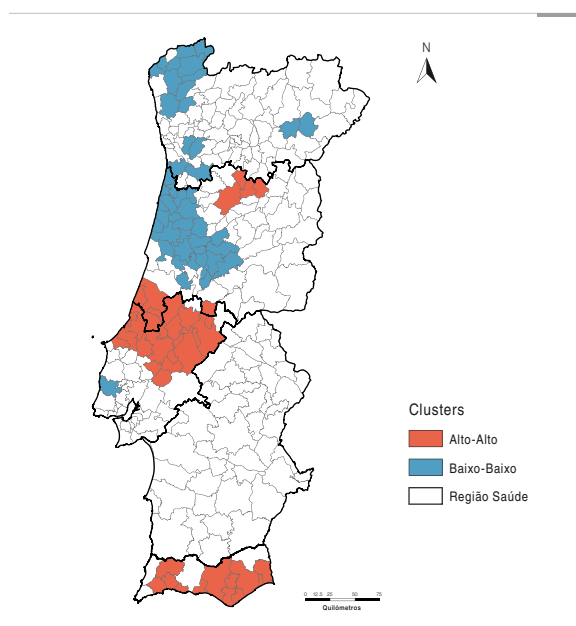 N
Clusters
Alto-Alto
Baixo-Baixo
Região Saúde
0 12.5 25 50 75
Quilómetros